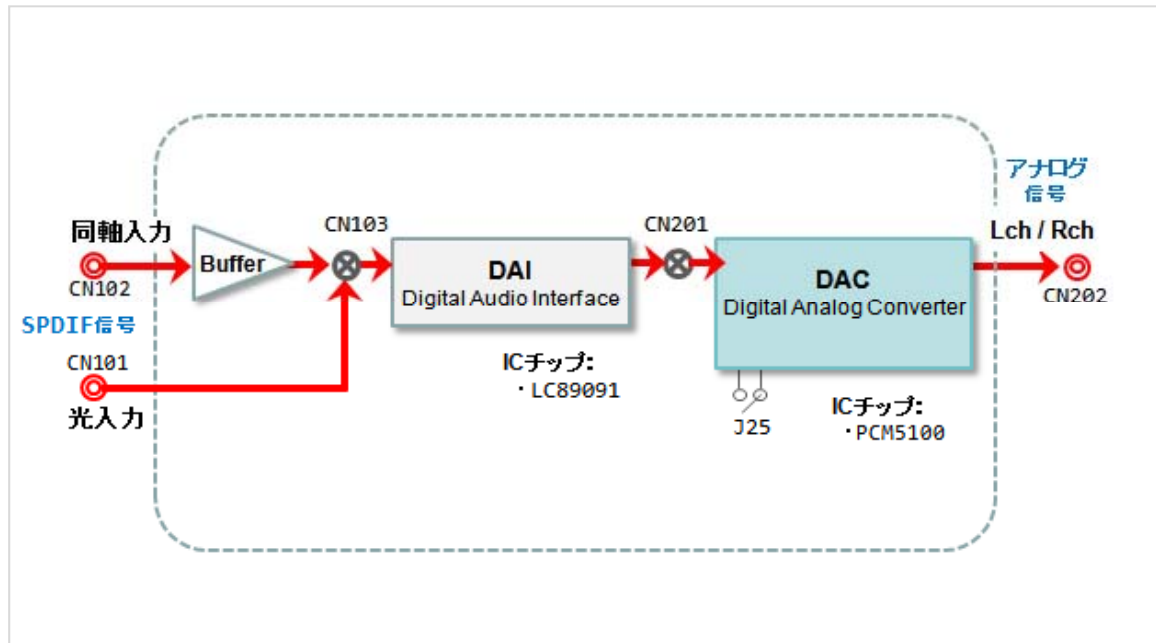 アナログ
信号
Lch / Rch
CN202
同軸入力
CN102
SPDIF信号
CN101
光入力
Buffer
CN103
DAI
Digital Audio Interface
ICチップ:
・LC89091
CN201
DAC
Digital Analog Converter
J25
ICチップ:
・PCM5100